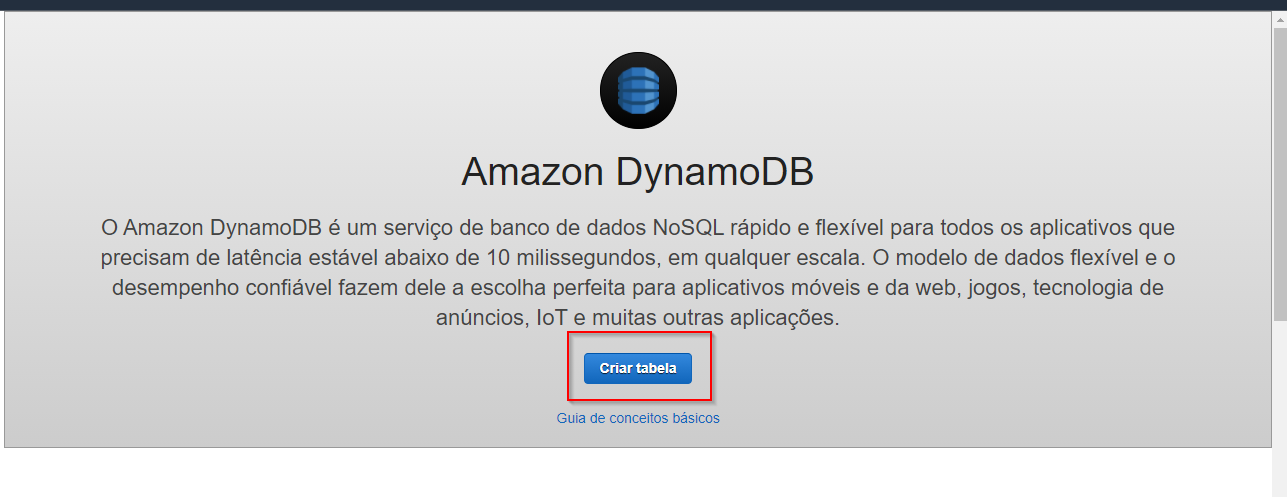 Amazon DynamoDB
O Amazon DynamoDB é um serviço de banco de dados NoSQL rápido e flexível para todos os aplicativos que
precisam de latência estável abaixo de 10 milissegundos, em qualquer escala. O modelo de dados flexível e o
desempenho confiável fazem dele a escolha perfeita para aplicativos móveis e da web, jogos, tecnologia de
anúncios, IoT e muitas outras aplicações.
Criar tabela
Guia de conceitos básicos